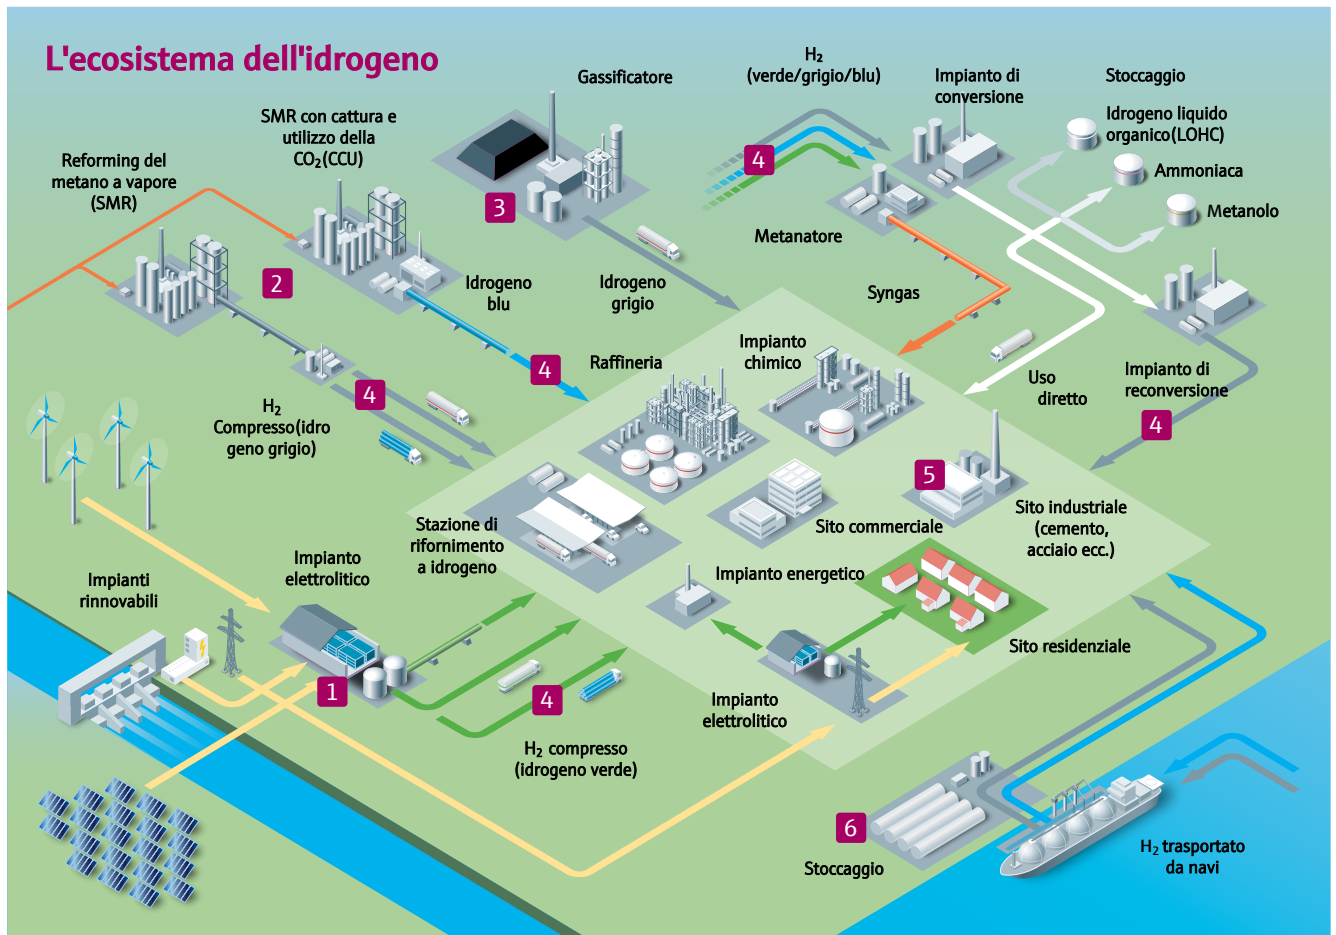 L'ecosistema dell'idrogeno
Gassificatore
H₂
(verde/grigio/blu)
Impianto di
conversione
Stoccaggio
Idrogeno liquido
organico(LOHC)
Ammoniaca
Metanolo
SMR con cattura e
utilizzo della
CO₂(CCU)
Reforming del
metano a vapore
(SMR)
4
3
2
Metanatore
Idrogeno
blu
Idrogeno
grigio
Syngas
Raffineria
Impianto
chimico
4
4
Uso
diretto
Impianto di
reconversione
4
H₂
Compresso(idro
geno grigio)
5
Stazione di
rifornimento
a idrogeno
Sito commerciale
Sito industriale
(cemento,
acciaio ecc.)
Impianto
elettrolitico
Impianti
rinnovabili
Impianto energetico
Sito residenziale
1
4
Impianto
elettrolitico
H₂ compresso
(idrogeno verde)
6
Stoccaggio
H₂ trasportato
da navi